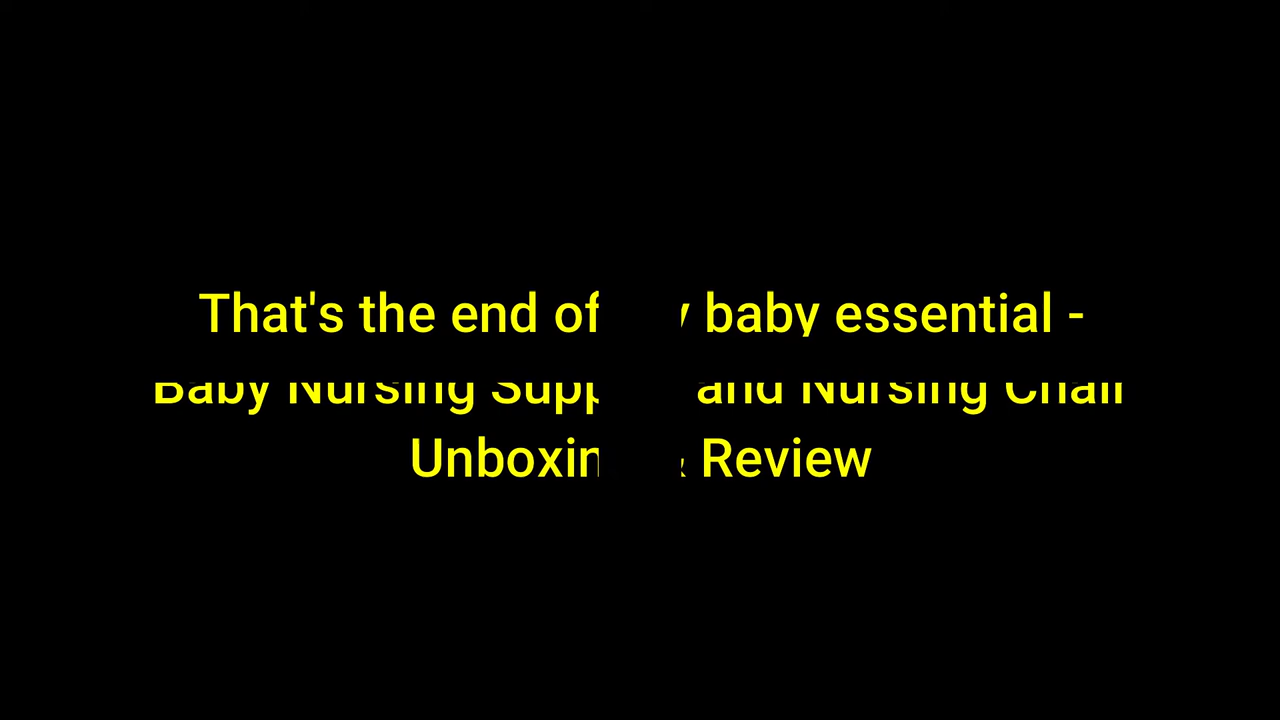 That's the end of baby essential -
Baby Nursing and Nursing Chair
& Review